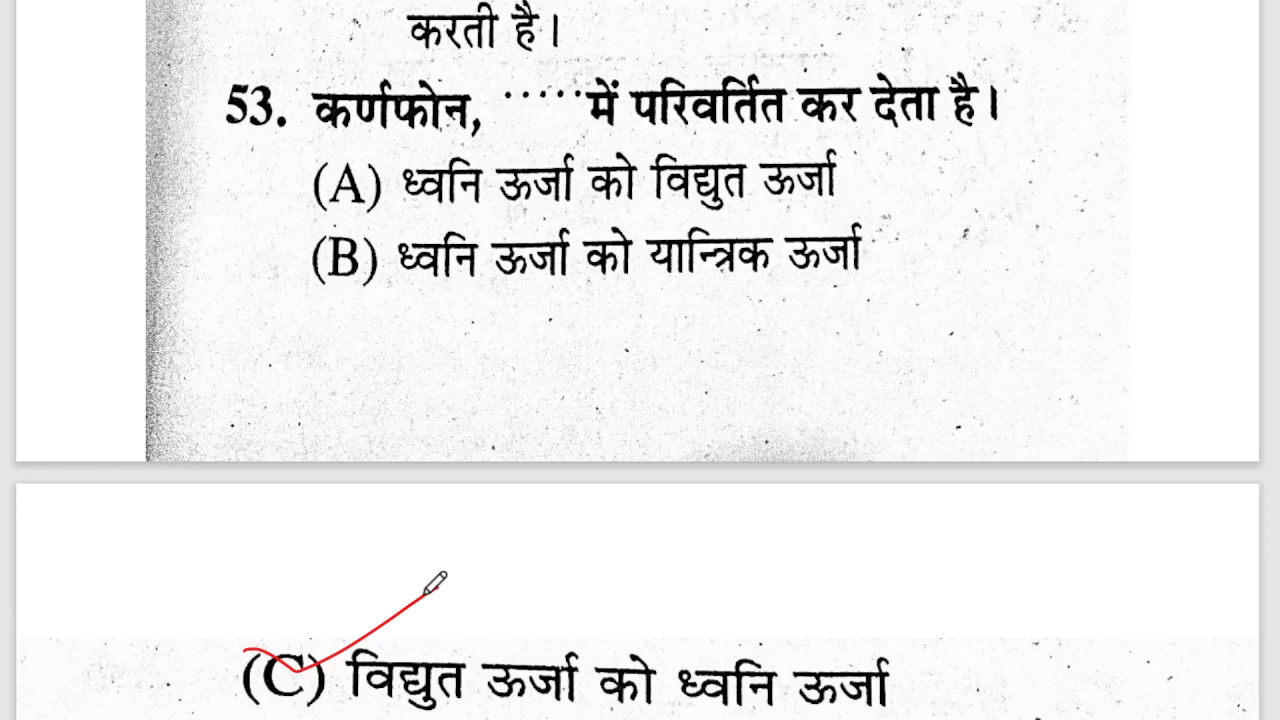 करती है।
53. कर्णफोन, ..... में परिवर्तित कर देता है।
(A) ध्वनि ऊर्जा को विद्युत ऊर्जा
(B) ध्वनि ऊर्जा को यान्त्रिक ऊर्जा
(C) विद्युत ऊर्जा को ध्वनि ऊर्जा